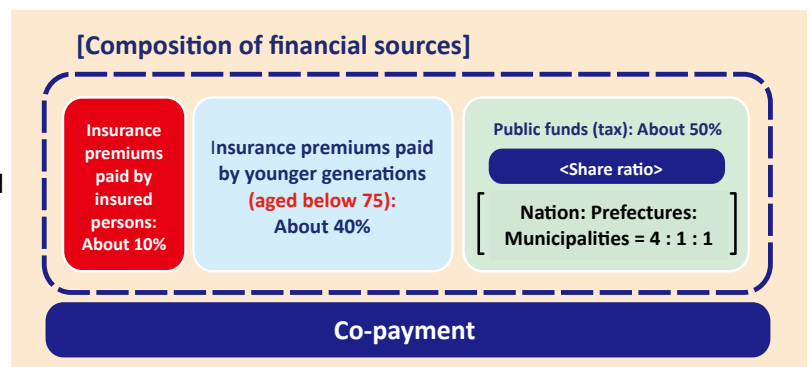 [Composition of financial sources]
Insurance
premiums
paid by
insured
persons:
About 10%
Insurance premiums paid
by younger generations
(aged below 75):
About 40%
Public funds (tax): About 50%
<Share ratio>
[ Nation: Prefectures:
Municipalities = 4 : 1 : 1 ]
Co-payment